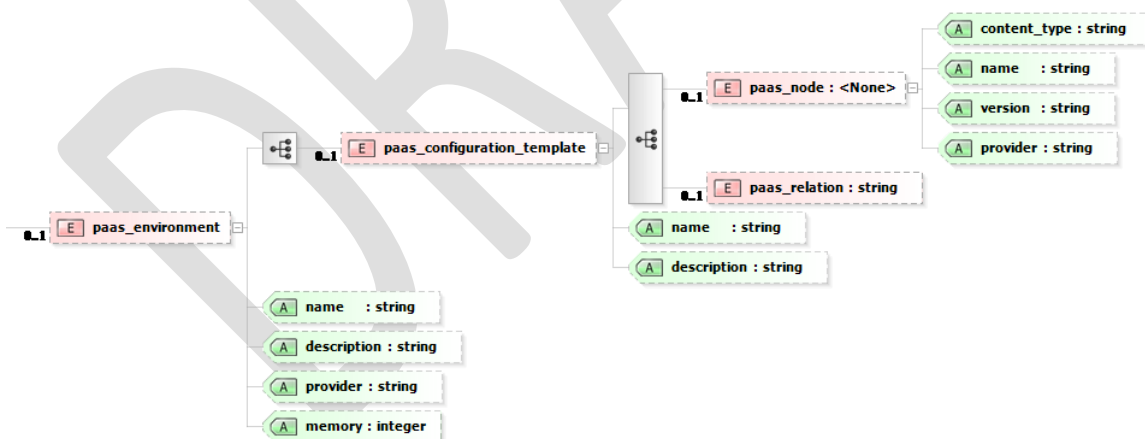 A content_type : string
0..1 E paas_node : <None>
A name : string
A version : string
0..1 E paas_configuration_template
A provider : string
0..1 E paas_relation : string
0..1 E paas_environment
A name : string
A description : string
A name : string
A description : string
A provider : string
A memory : integer